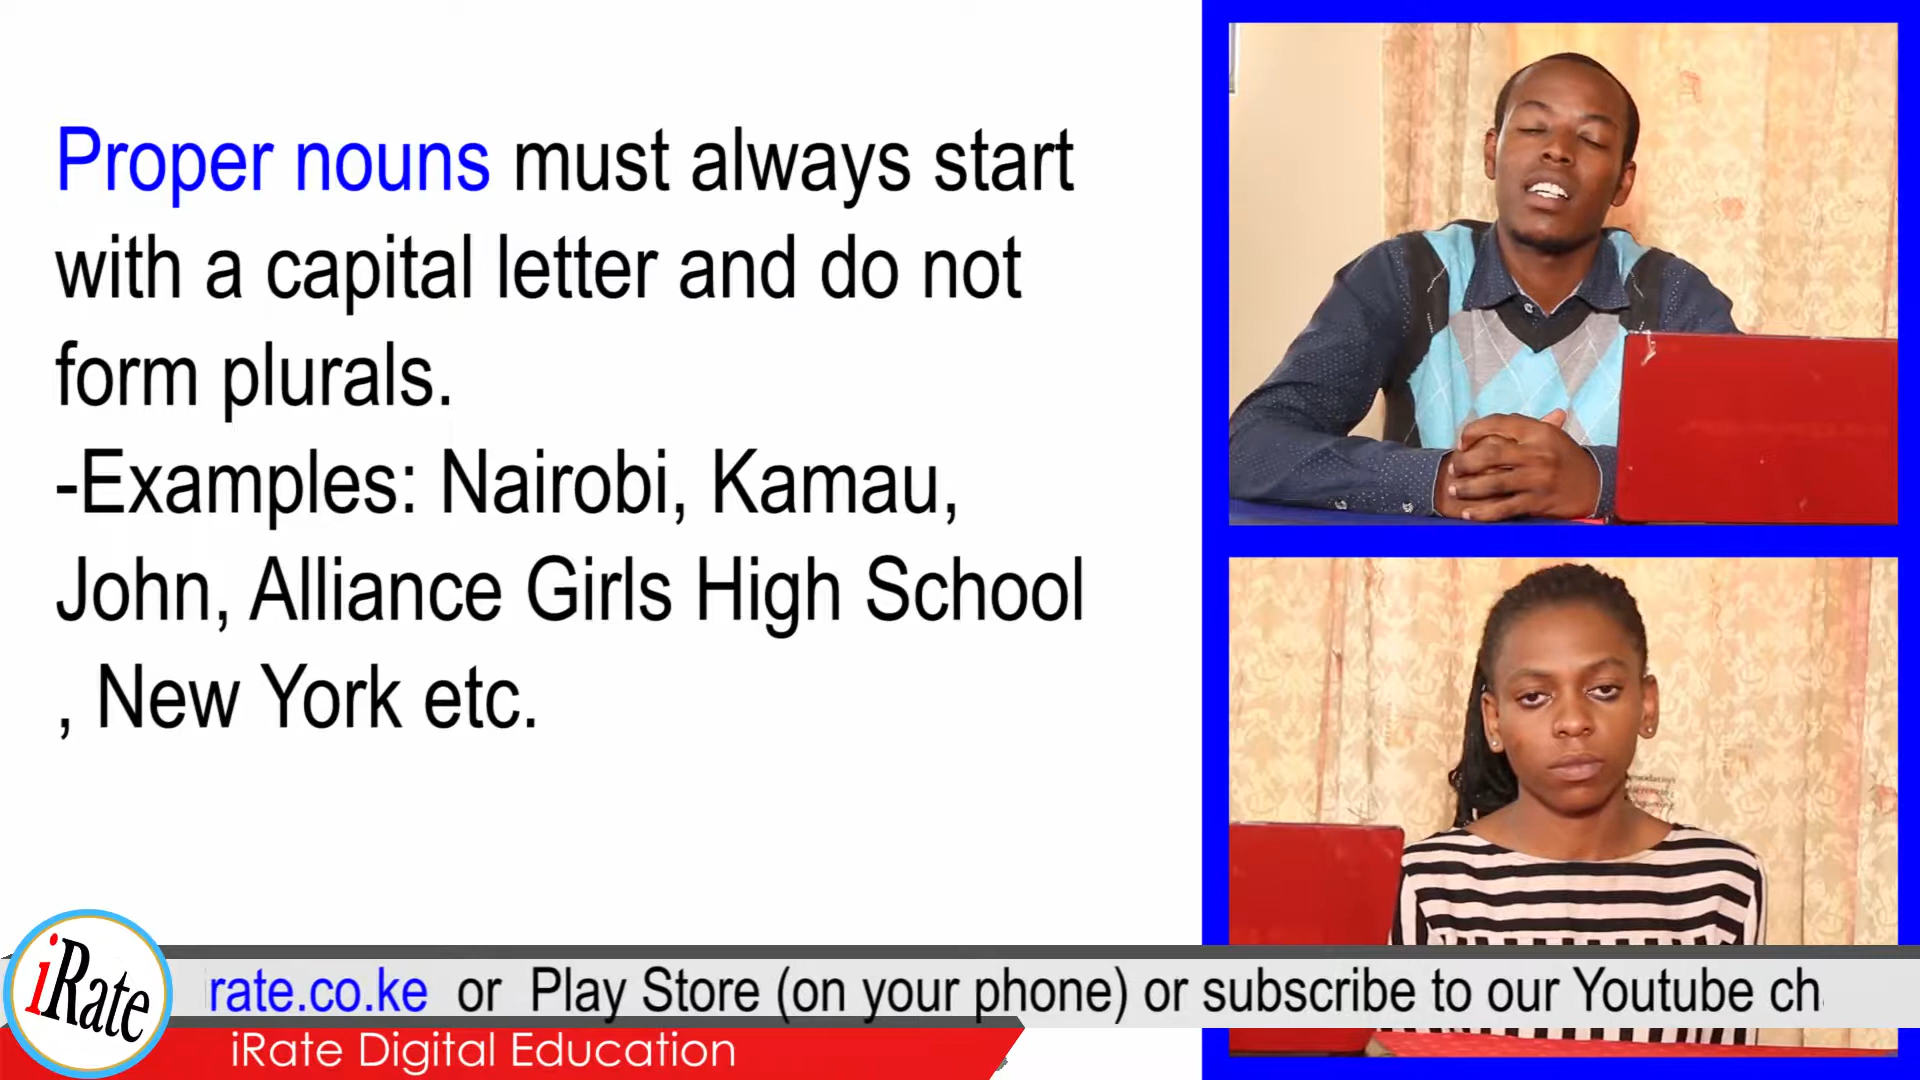 Proper nouns must always start
with a capital letter and do not
form plurals.
-Examples: Nairobi, Kamau,
John, Alliance Girls High School
, New York etc.
iRate
rate.co.ke or Play Store (on your phone) or subscribe to our Youtube ch
iRate Digital Education